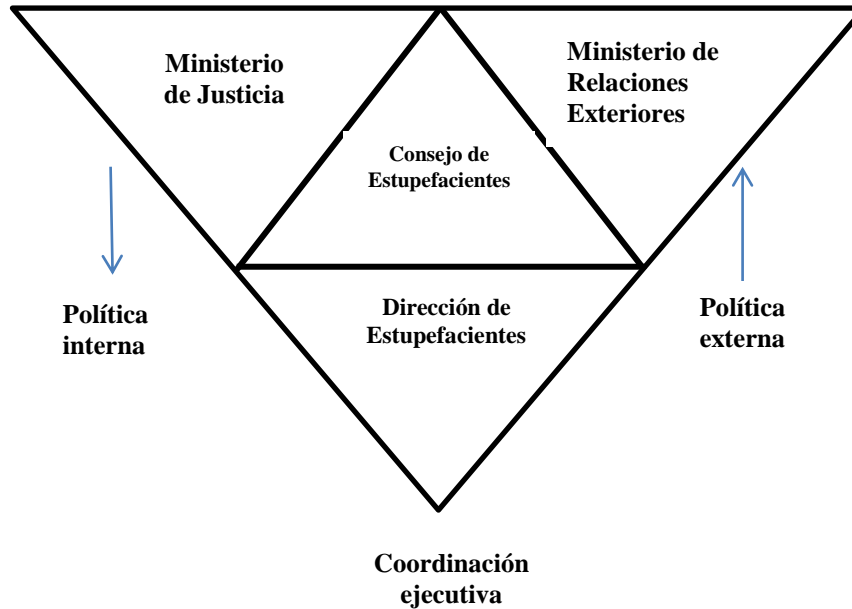 Ministerio
de Justicia
Ministerio de
Relaciones
Exteriores
Consejo de
Estupefacientes
Dirección de
Estupefacientes
Política
interna
Política
externa
Coordinación
ejecutiva